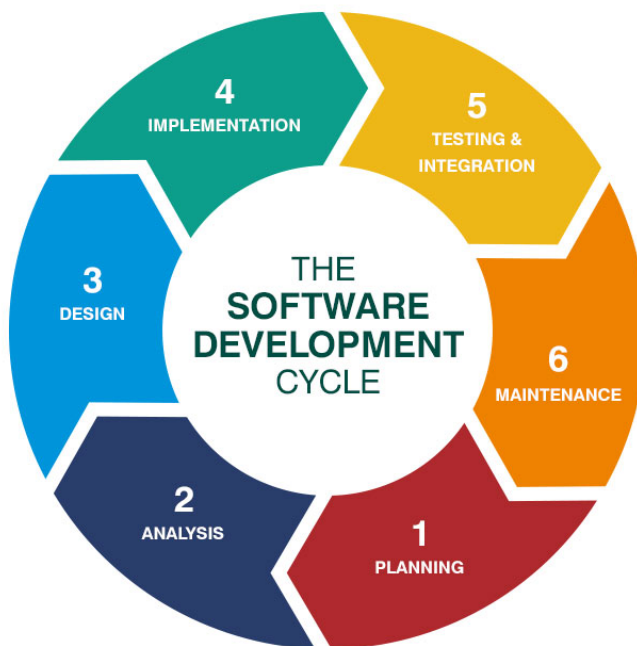 THE
SOFTWARE
DEVELOPMENT
CYCLE
1
PLANNING
2
ANALYSIS
3
DESIGN
4
IMPLEMENTATION
5
TESTING &
INTEGRATION
6
MAINTENANCE